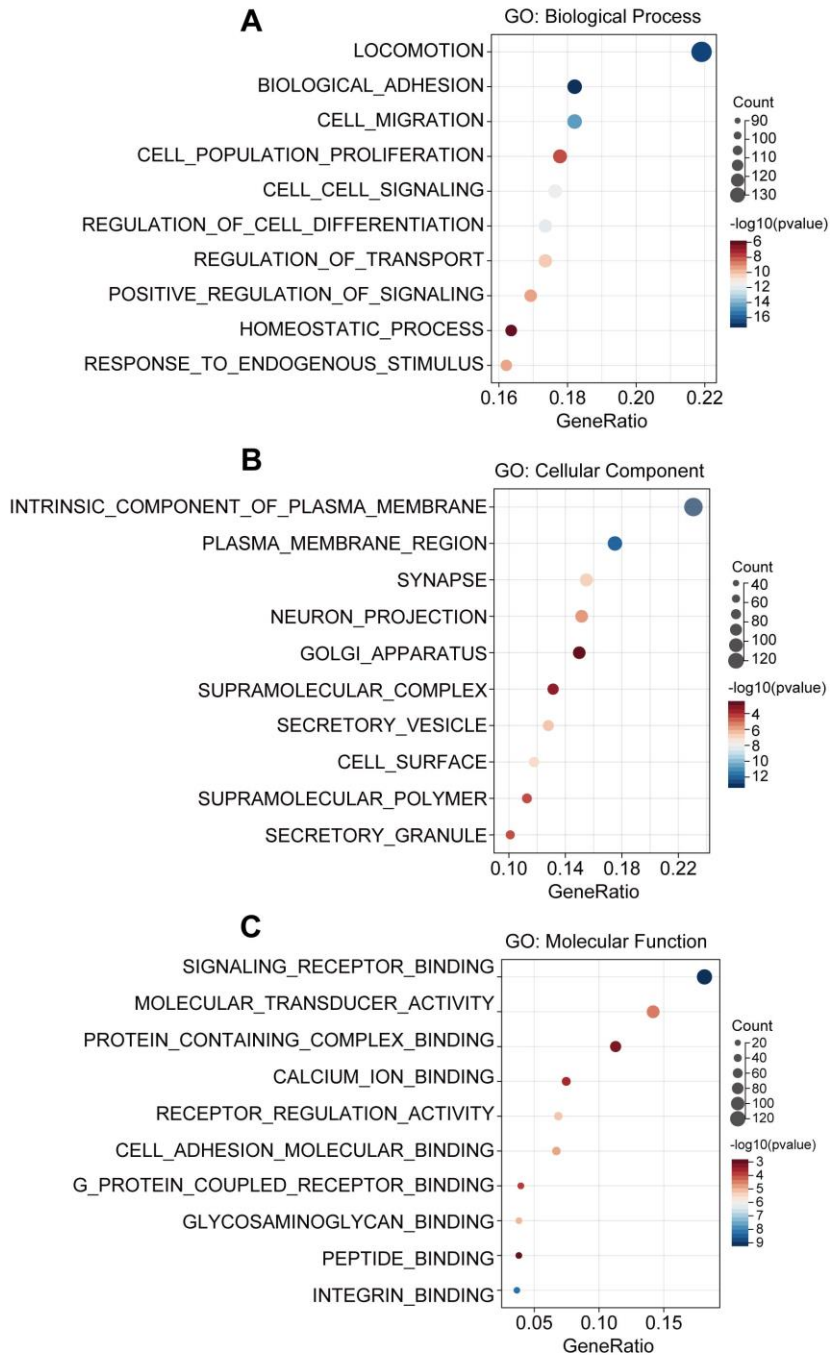 A
GO: Biological Process
LOCOMOTION
BIOLOGICAL_ADHESION
CELL_MIGRATION
CELL_POPULATION_PROLIFERATION
CELL_CELL_SIGNALING
REGULATION_OF_CELL_DIFFERENTIATION
REGULATION_OF_TRANSPORT
POSITIVE_REGULATION_OF_SIGNALING
HOMEOSTATIC_PROCESS
RESPONSE_TO_ENDOGENOUS_STIMULUS
0.16 0.18 0.20 0.22
GeneRatio
Count
90
100
110
120
130
-log10(pvalue)
6
8
10
12
14
16
B
GO: Cellular Component
INTRINSIC_COMPONENT_OF_PLASMA_MEMBRANE
PLASMA_MEMBRANE_REGION
SYNAPSE
NEURON_PROJECTION
GOLGI_APPARATUS
SUPRAMOLECULAR_COMPLEX
SECRETORY_VESICLE
CELL_SURFACE
SUPRAMOLECULAR_POLYMER
SECRETORY_GRANULE
0.10 0.14 0.18 0.22
GeneRatio
Count
40
60
80
100
120
-log10(pvalue)
4
6
8
10
12
C
GO: Molecular Function
SIGNALING_RECEPTOR_BINDING
MOLECULAR_TRANSDUCER_ACTIVITY
PROTEIN_CONTAINING_COMPLEX_BINDING
CALCIUM_ION_BINDING
RECEPTOR_REGULATION_ACTIVITY
CELL_ADHESION_MOLECULAR_BINDING
G_PROTEIN_COUPLED_RECEPTOR_BINDING
GLYCOSAMINOGLYCAN_BINDING
PEPTIDE_BINDING
INTEGRIN_BINDING
0.05 0.10 0.15
GeneRatio
Count
20
40
60
80
100
120
-log10(pvalue)
3
4
5
6
7
8
9